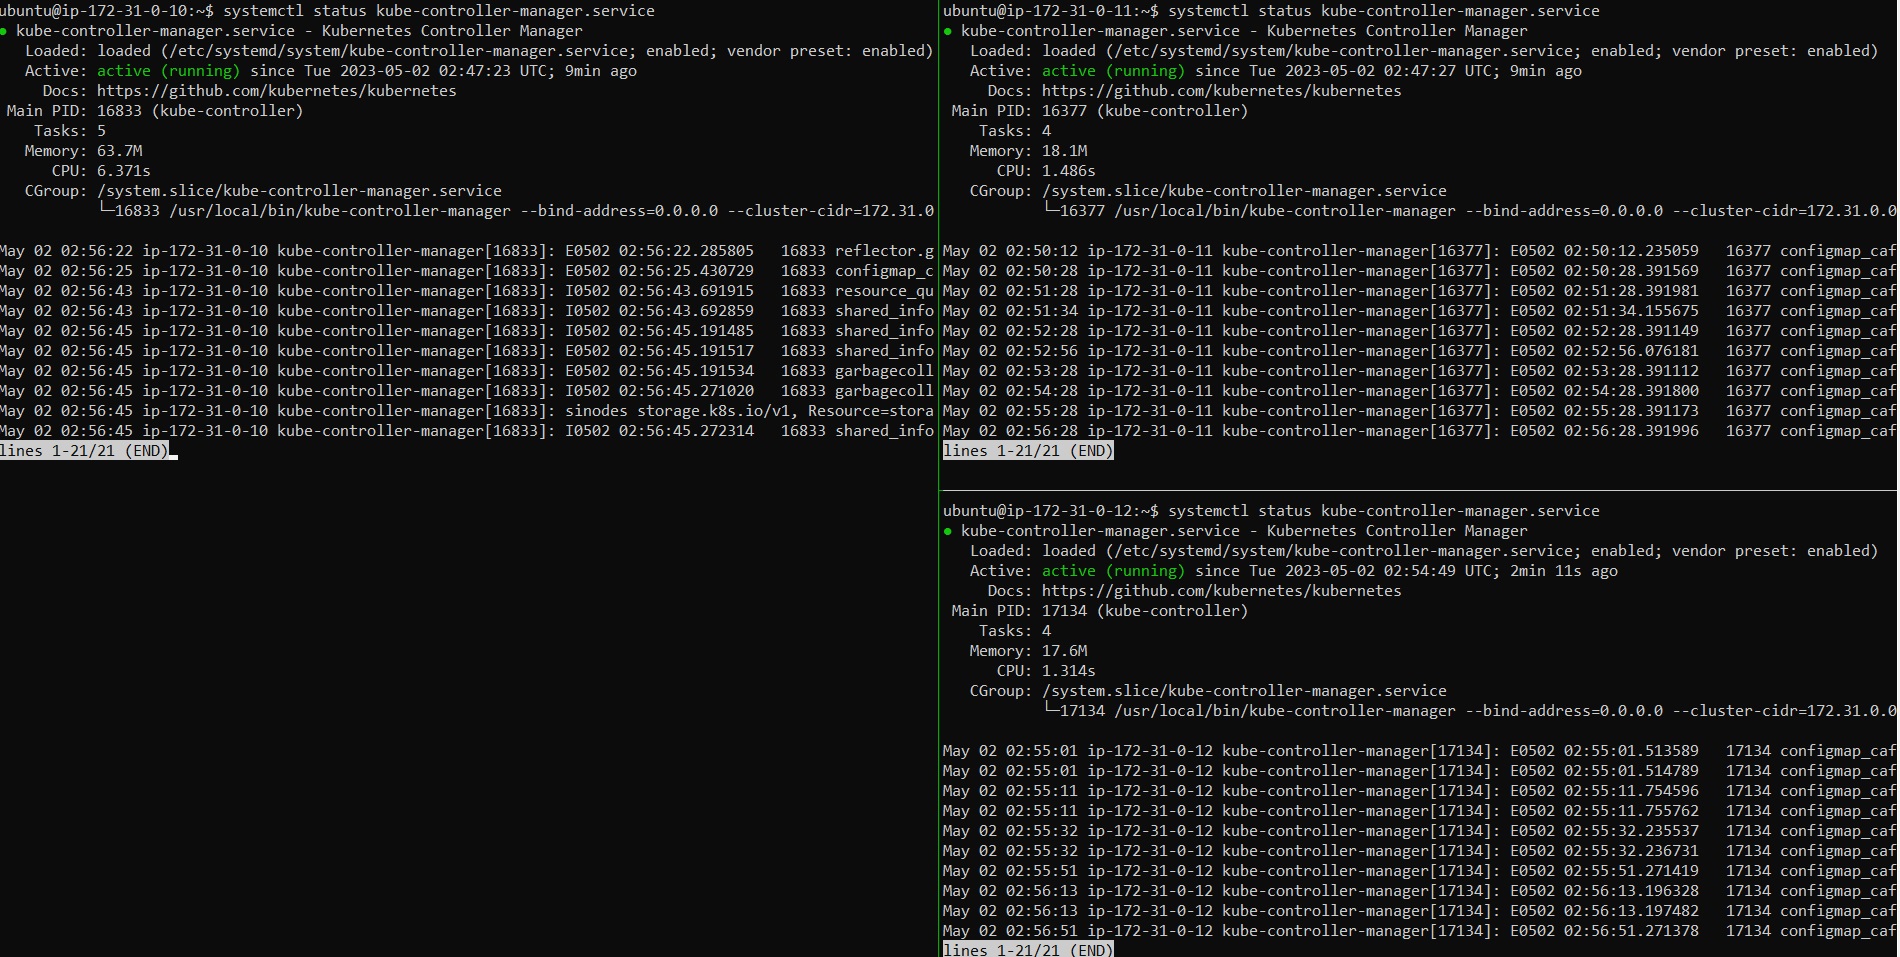 ubuntu@ip-172-31-0-10:~$ systemctl status kube-controller-manager.service
● kube-controller-manager.service - Kubernetes Controller Manager
Loaded: loaded (/etc/systemd/system/kube-controller-manager.service; enabled; vendor preset: enabled)
Active: active (running) since Tue 2023-05-02 02:47:23 UTC; 9min ago
Docs: https://github.com/kubernetes/kubernetes
Main PID: 16833 (kube-controller)
Tasks: 5
Memory: 63.7M
CPU: 6.371s
CGroup: /system.slice/kube-controller-manager.service
└─16833 /usr/local/bin/kube-controller-manager --bind-address=0.0.0.0 --cluster-cidr=172.31.0
May 02 02:56:22 ip-172-31-0-10 kube-controller-manager[16833]: E0502 02:56:22.285805 16833 reflector.g
May 02 02:56:25 ip-172-31-0-10 kube-controller-manager[16833]: E0502 02:56:25.430729 16833 configmap_c
May 02 02:56:43 ip-172-31-0-10 kube-controller-manager[16833]: I0502 02:56:43.691915 16833 resource_qu
May 02 02:56:43 ip-172-31-0-10 kube-controller-manager[16833]: I0502 02:56:43.692859 16833 shared_info
May 02 02:56:45 ip-172-31-0-10 kube-controller-manager[16833]: I0502 02:56:45.191485 16833 shared_info
May 02 02:56:45 ip-172-31-0-10 kube-controller-manager[16833]: E0502 02:56:45.191517 16833 shared_info
May 02 02:56:45 ip-172-31-0-10 kube-controller-manager[16833]: E0502 02:56:45.191534 16833 garbagecoll
May 02 02:56:45 ip-172-31-0-10 kube-controller-manager[16833]: I0502 02:56:45.271020 16833 garbagecoll
May 02 02:56:45 ip-172-31-0-10 kube-controller-manager[16833]: sinodes storage.k8s.io/v1, Resource=stora
May 02 02:56:45 ip-172-31-0-10 kube-controller-manager[16833]: I0502 02:56:45.272314 16833 shared_info
lines 1-21/21 (END)
ubuntu@ip-172-31-0-11:~$ systemctl status kube-controller-manager.service
● kube-controller-manager.service - Kubernetes Controller Manager
Loaded: loaded (/etc/systemd/system/kube-controller-manager.service; enabled; vendor preset: enabled)
Active: active (running) since Tue 2023-05-02 02:47:27 UTC; 9min ago
Docs: https://github.com/kubernetes/kubernetes
Main PID: 16377 (kube-controller)
Tasks: 4
Memory: 18.1M
CPU: 1.486s
CGroup: /system.slice/kube-controller-manager.service
└─16377 /usr/local/bin/kube-controller-manager --bind-address=0.0.0.0 --cluster-cidr=172.31.0.0
May 02 02:50:12 ip-172-31-0-11 kube-controller-manager[16377]: E0502 02:50:12.235059 16377 configmap_caf
May 02 02:50:28 ip-172-31-0-11 kube-controller-manager[16377]: E0502 02:50:28.391569 16377 configmap_caf
May 02 02:51:28 ip-172-31-0-11 kube-controller-manager[16377]: E0502 02:51:28.391981 16377 configmap_caf
May 02 02:51:34 ip-172-31-0-11 kube-controller-manager[16377]: E0502 02:51:34.155675 16377 configmap_caf
May 02 02:52:28 ip-172-31-0-11 kube-controller-manager[16377]: E0502 02:52:28.391149 16377 configmap_caf
May 02 02:52:56 ip-172-31-0-11 kube-controller-manager[16377]: E0502 02:52:56.076181 16377 configmap_caf
May 02 02:53:28 ip-172-31-0-11 kube-controller-manager[16377]: E0502 02:53:28.391112 16377 configmap_caf
May 02 02:54:28 ip-172-31-0-11 kube-controller-manager[16377]: E0502 02:54:28.391800 16377 configmap_caf
May 02 02:55:28 ip-172-31-0-11 kube-controller-manager[16377]: E0502 02:55:28.391173 16377 configmap_caf
May 02 02:56:28 ip-172-31-0-11 kube-controller-manager[16377]: E0502 02:56:28.391996 16377 configmap_caf
lines 1-21/21 (END)
ubuntu@ip-172-31-0-12:~$ systemctl status kube-controller-manager.service
● kube-controller-manager.service - Kubernetes Controller Manager
Loaded: loaded (/etc/systemd/system/kube-controller-manager.service; enabled; vendor preset: enabled)
Active: active (running) since Tue 2023-05-02 02:54:49 UTC; 2min 11s ago
Docs: https://github.com/kubernetes/kubernetes
Main PID: 17134 (kube-controller)
Tasks: 4
Memory: 17.6M
CPU: 1.314s
CGroup: /system.slice/kube-controller-manager.service
└─17134 /usr/local/bin/kube-controller-manager --bind-address=0.0.0.0 --cluster-cidr=172.31.0.0
May 02 02:55:01 ip-172-31-0-12 kube-controller-manager[17134]: E0502 02:55:01.513589 17134 configmap_caf
May 02 02:55:01 ip-172-31-0-12 kube-controller-manager[17134]: E0502 02:55:01.514789 17134 configmap_caf
May 02 02:55:11 ip-172-31-0-12 kube-controller-manager[17134]: E0502 02:55:11.754596 17134 configmap_caf
May 02 02:55:11 ip-172-31-0-12 kube-controller-manager[17134]: E0502 02:55:11.755762 17134 configmap_caf
May 02 02:55:32 ip-172-31-0-12 kube-controller-manager[17134]: E0502 02:55:32.235537 17134 configmap_caf
May 02 02:55:32 ip-172-31-0-12 kube-controller-manager[17134]: E0502 02:55:32.236731 17134 configmap_caf
May 02 02:55:51 ip-172-31-0-12 kube-controller-manager[17134]: E0502 02:55:51.271419 17134 configmap_caf
May 02 02:56:13 ip-172-31-0-12 kube-controller-manager[17134]: E0502 02:56:13.196328 17134 configmap_caf
May 02 02:56:13 ip-172-31-0-12 kube-controller-manager[17134]: E0502 02:56:13.197482 17134 configmap_caf
May 02 02:56:51 ip-172-31-0-12 kube-controller-manager[17134]: E0502 02:56:51.271378 17134 configmap_caf
lines 1-21/21 (END)